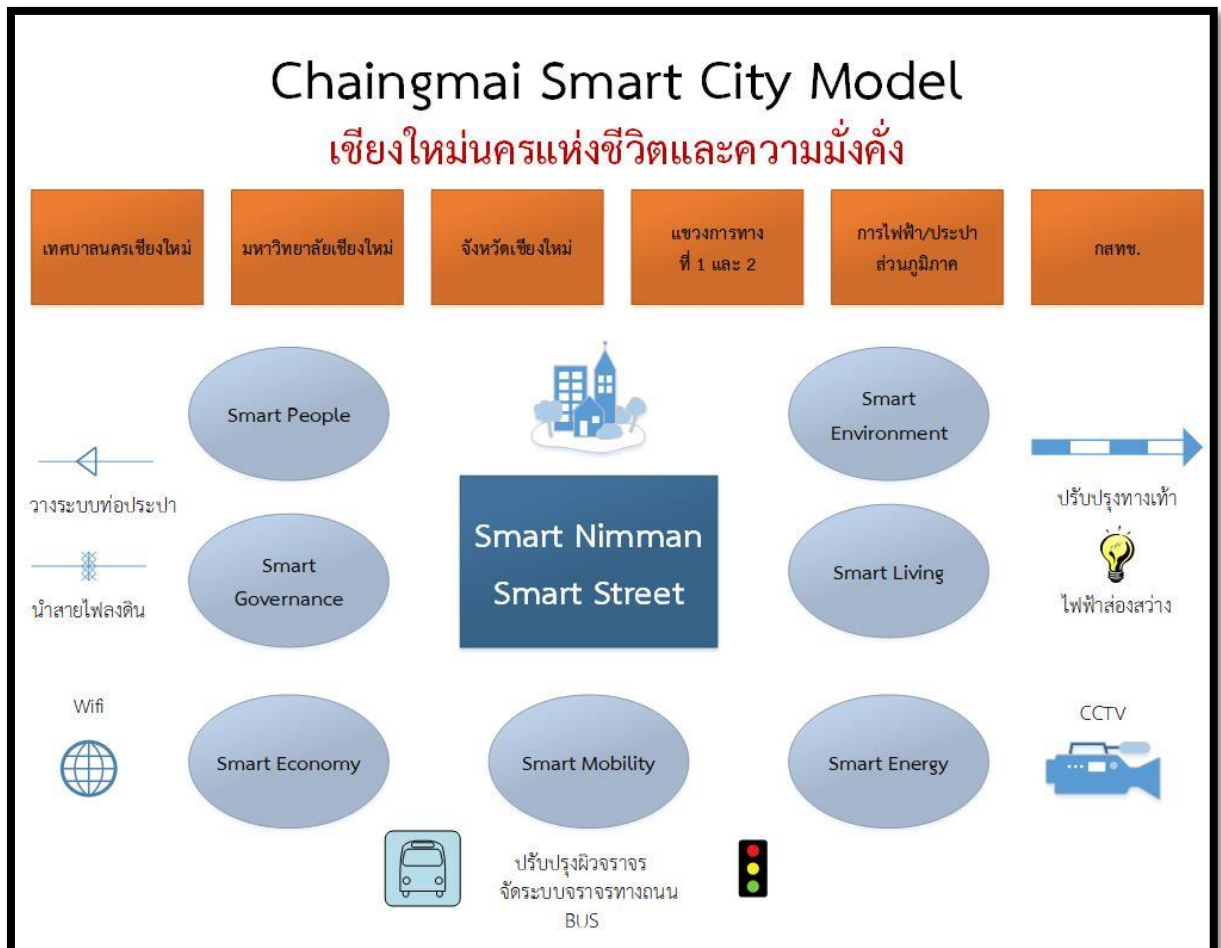 Chaingmai Smart City Model
เชียงใหม่นครแห่งชีวิตและความมั่งคั่ง
เทศบาลนครเชียงใหม่
มหาวิทยาลัยเชียงใหม่
จังหวัดเชียงใหม่
แขวงการทาง
ที่ 1 และ 2
การไฟฟ้า/ประปา
ส่วนภูมิภาค
กสทช.
Smart People
Smart
Environment
วางระบบท่อประปา
ปรับปรุงทางเท้า
Smart Nimman
Smart Street
Smart
Governance
Smart Living
นำสายไฟลงดิน
ไฟฟ้าส่องสว่าง
Wifi
CCTV
Smart Economy
Smart Mobility
Smart Energy
ปรับปรุงผิวจราจร
จัดระบบจราจรทางถนน
BUS